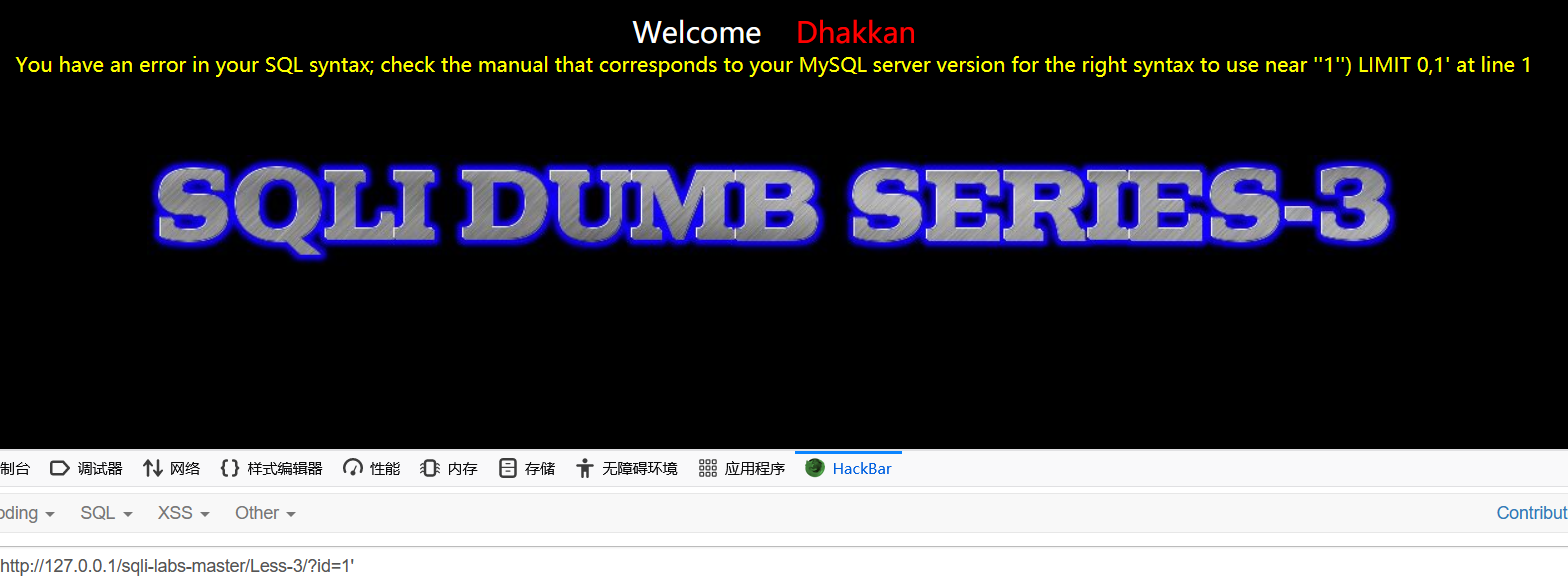 Welcome Dhakkan
You have an error in your SQL syntax; check the manual that corresponds to your MySQL server version for the right syntax to use near ''1'') LIMIT 0,1' at line 1
SQLI DUMB SERIES-3
制台 调试器 网络 {} 样式编辑器 性能 内存 存储 无障碍环境 应用程序 HackBar
oding SQL XSS Other Contribut
http://127.0.0.1/sqli-labs-master/Less-3/?id=1'